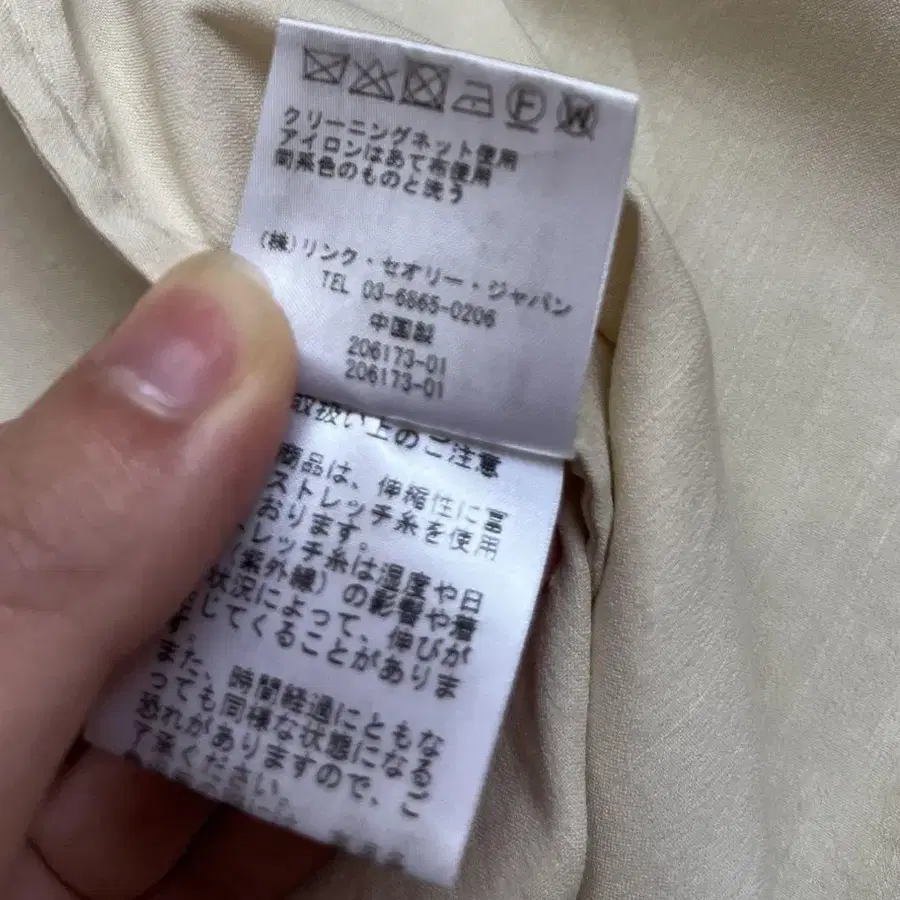 F W
クリーニングネット使用
アイロンはあて布使用
同系色のものと洗う
(株)リンク・セオリー・ジャパン
TEL 03-6865-0206
中国製
206173-01
206173-01
取扱い上のご注意
商品は、伸縮性に富
ストレッチ糸を使用
おります。
レッチ糸は湿度や日
(紫外線)の影響や着
状況によって、伸びが
生じてくることがありま
また、時間経過にともな
っても同様な状態になるこ
恐れがありますので、
了承ください。